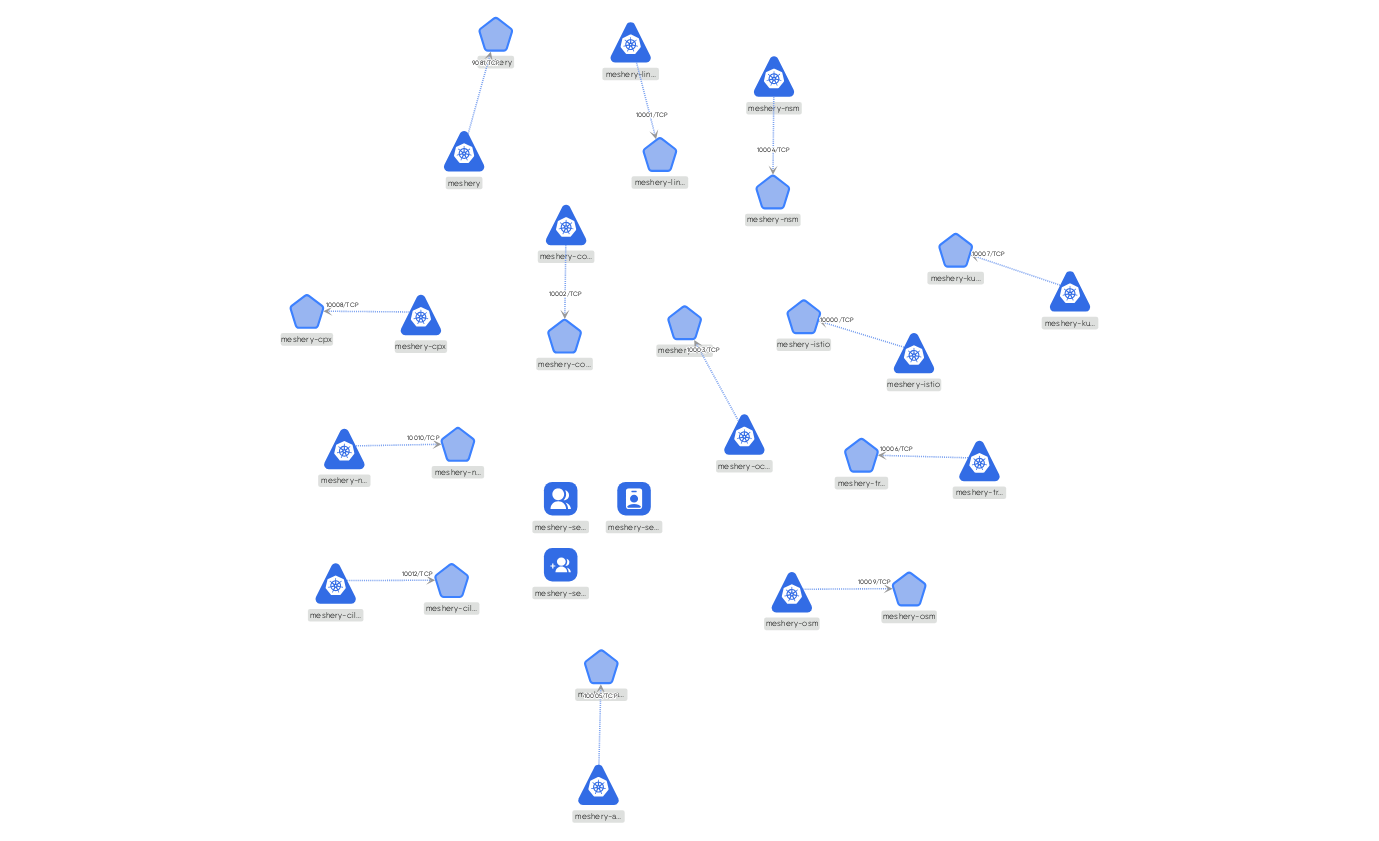 9081/TCP
meshery
meshery-lin...
10001/TCP
meshery-lin...
meshery-nsm
10004/TCP
meshery-nsm
meshery-co...
10002/TCP
meshery-co...
10007/TCP
meshery-ku...
meshery-ku...
10008/TCP
meshery-cpx
meshery-cpx
10003/TCP
meshery-oc...
10000/TCP
meshery-istio
meshery-istio
10010/TCP
meshery-n...
meshery-n...
10006/TCP
meshery-tr...
meshery-tr...
meshery-se...
meshery-se...
meshery-se...
10012/TCP
meshery-cil...
meshery-cil...
10009/TCP
meshery-osm
meshery-osm
10005/TCP
meshery-a...